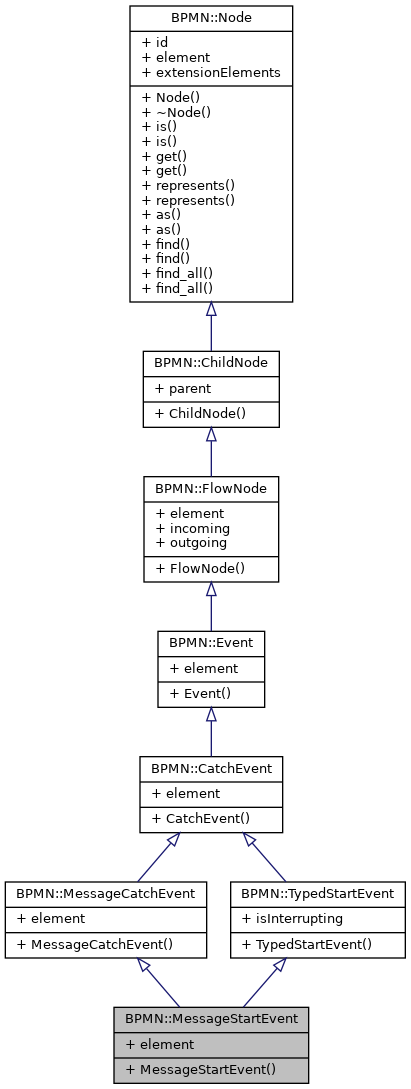 BPMN::Node
+ id
+ element
+ extensionElements
+ Node()
+ ~Node()
+ is()
+ is()
+ get()
+ get()
+ represents()
+ represents()
+ as()
+ as()
+ find()
+ find()
+ find_all()
+ find_all()
BPMN::ChildNode
+ parent
+ ChildNode()
BPMN::FlowNode
+ element
+ incoming
+ outgoing
+ FlowNode()
BPMN::Event
+ element
+ Event()
BPMN::CatchEvent
+ element
+ CatchEvent()
BPMN::MessageCatchEvent
+ element
+ MessageCatchEvent()
BPMN::TypedStartEvent
+ isInterrupting
+ TypedStartEvent()
BPMN::MessageStartEvent
+ element
+ MessageStartEvent()